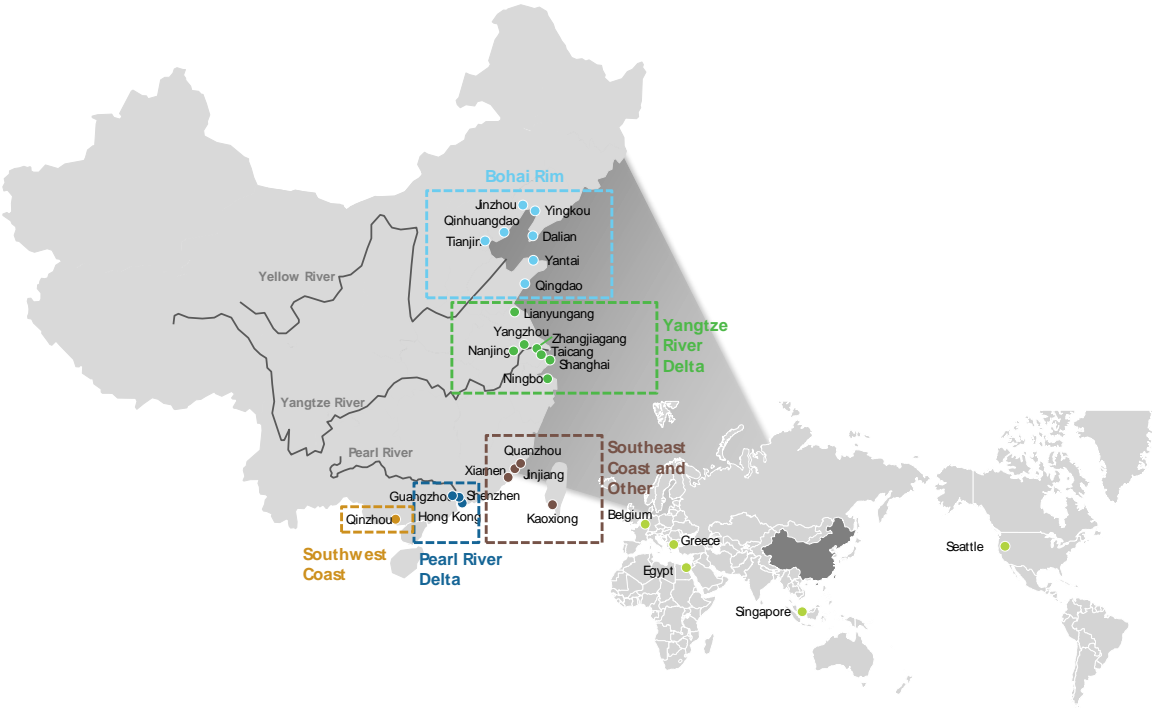 Bohai Rim
Jinzhou
Yingkou
Qinhuangdao
Tianjin
Dalian
Yantai
Qingdao
Yellow River
Lianyungang
Yangzhou
Zhangjiagang
Nanjing
Taicang
Shanghai
Ningbo
Yangtze
River
Delta
Yangtze River
Pearl River
Quanzhou
Xiamen
Jinjiang
Kaoxiong
Southeast
Coast and
Other
Guangzhou
Shenzhen
Hong Kong
Qinzhou
Southwest
Coast
Pearl River
Delta
Belgium
Greece
Egypt
Singapore
Seattle